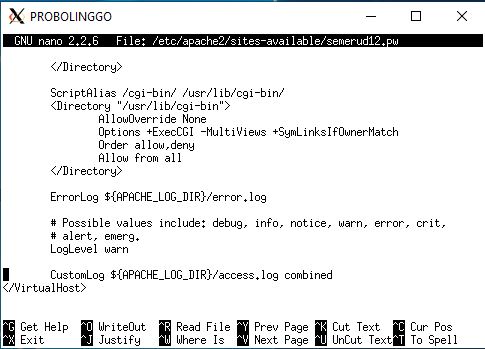 PROBOLINGGO
GNU nano 2.2.6 File: /etc/apache2/sites-available/semerud12.pw
</Directory>
ScriptAlias /cgi-bin/ /usr/lib/cgi-bin/
<Directory "/usr/lib/cgi-bin">
AllowOverride None
Options +ExecCGI -MultiViews +SymLinksIfOwnerMatch
Order allow,deny
Allow from all
</Directory>
ErrorLog ${APACHE_LOG_DIR}/error.log
# Possible values include: debug, info, notice, warn, error, crit,
# alert, emerg.
LogLevel warn
CustomLog ${APACHE_LOG_DIR}/access.log combined
</VirtualHost>
^G Get Help ^O WriteOut ^R Read File ^Y Prev Page ^K Cut Text ^C Cur Pos
^X Exit ^J Justify ^W Where Is ^V Next Page ^U UnCut Text ^T To Spell